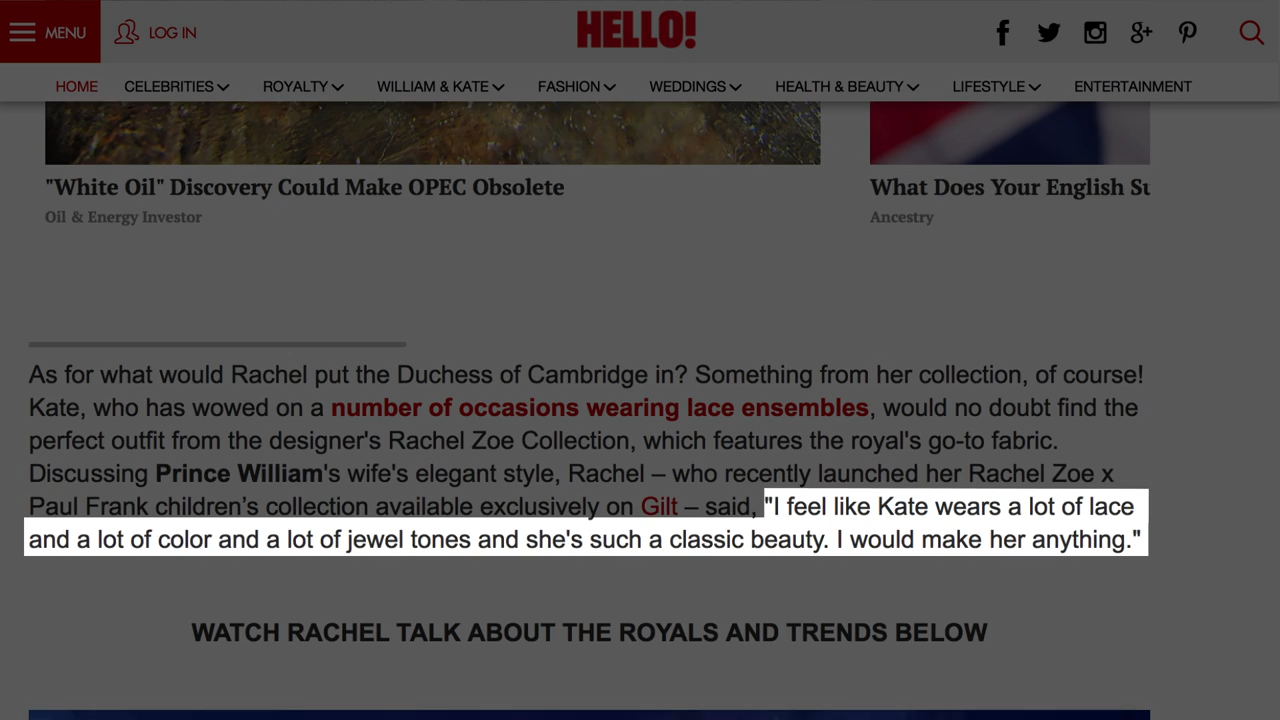 MENU
LOG IN
HELLO!
HOME
CELEBRITIES
ROYALTY
WILLIAM & KATE
FASHION
WEDDINGS
HEALTH & BEAUTY
LIFESTYLE
ENTERTAINMENT
"White Oil" Discovery Could Make OPEC Obsolete
Oil & Energy Investor
What Does Your English Su
Ancestry
As for what would Rachel put the Duchess of Cambridge in? Something from her collection, of course!
Kate, who has wowed on a number of occasions wearing lace ensembles, would no doubt find the
perfect outfit from the designer's Rachel Zoe Collection, which features the royal's go-to fabric.
Discussing Prince William's wife's elegant style, Rachel – who recently launched her Rachel Zoe x
Paul Frank children’s collection available exclusively on Gilt – said, "I feel like Kate wears a lot of lace
and a lot of color and a lot of jewel tones and she's such a classic beauty. I would make her anything."
WATCH RACHEL TALK ABOUT THE ROYALS AND TRENDS BELOW